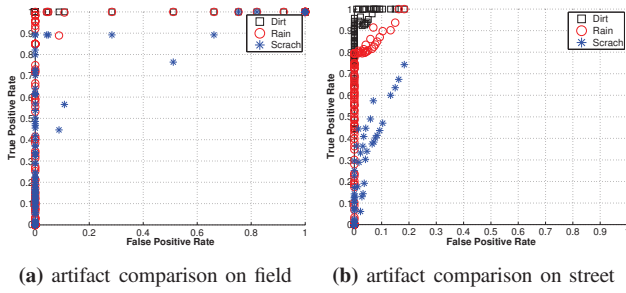 1
0.9
0.8
0.7
0.6
0.5
0.4
0.3
0.2
0.1
0
0 0.2 0.4 0.6 0.8 1
True Positive Rate
False Positive Rate
Dirt
Rain
Scrach
1
0.9
0.8
0.7
0.6
0.5
0.4
0.3
0.2
0.1
0
0 0.1 0.2 0.3 0.4 0.5 0.6 0.7 0.8 0.9
True Positive Rate
False Positive Rate
Dirt
Rain
Scrach
(a) artifact comparison on field
(b) artifact comparison on street